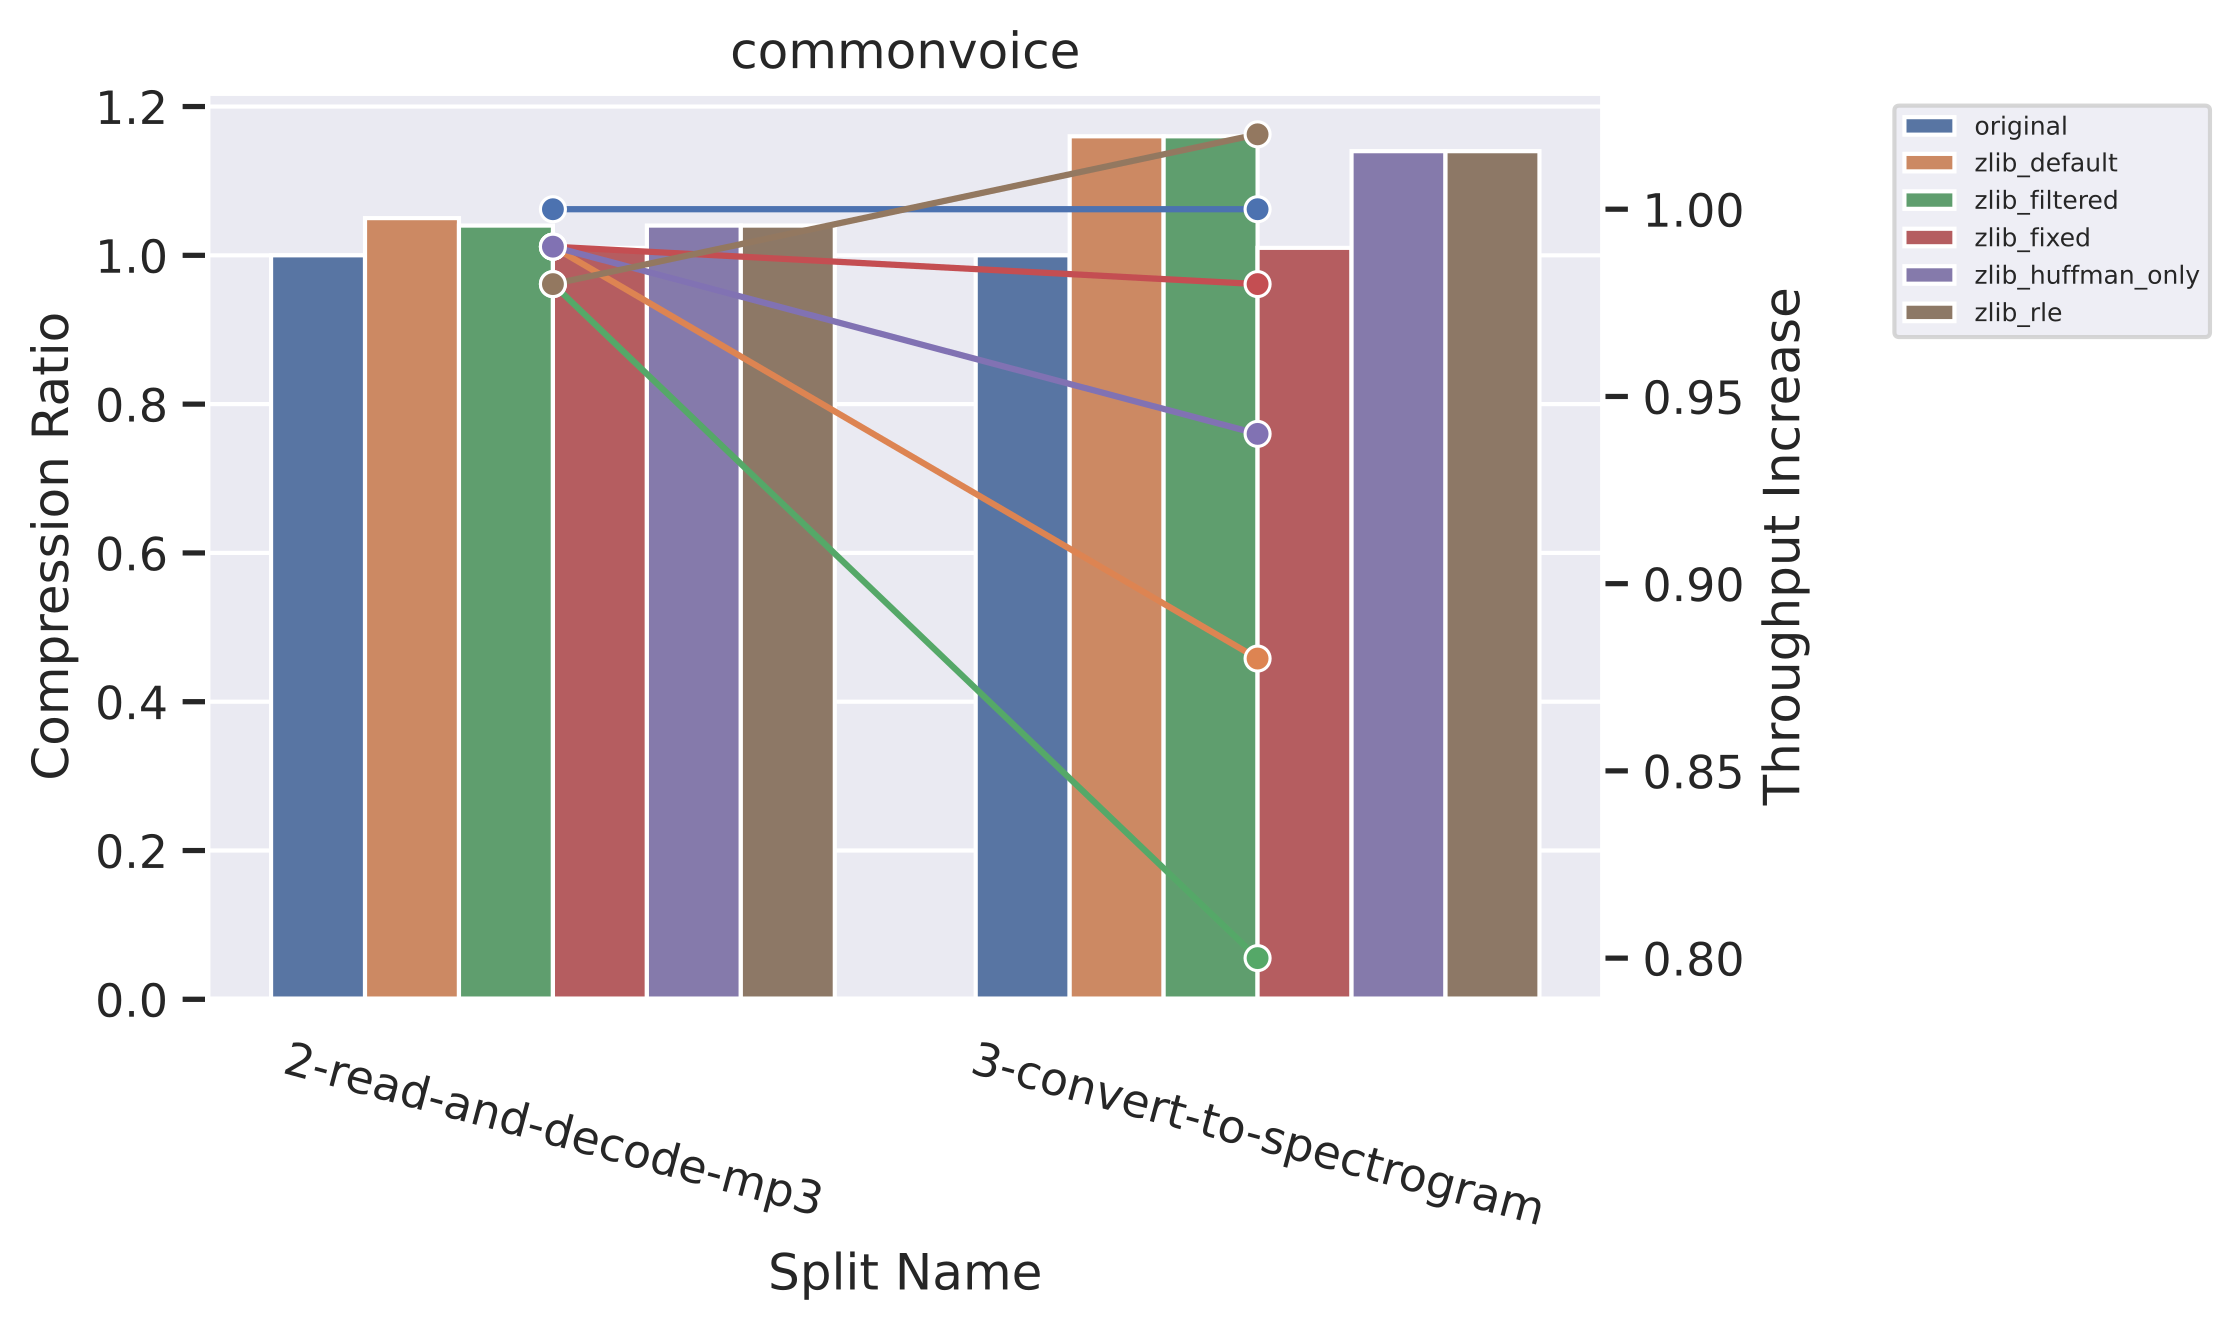 commonvoice
1.2
1.0
0.8
0.6
0.4
0.2
0.0
Compression Ratio
1.00
0.95
0.90
0.85
0.80
Throughput Increase
original
zlib_default
zlib_filtered
zlib_fixed
zlib_huffman_only
zlib_rle
2-read-and-decode-mp3
3-convert-to-spectrogram
Split Name